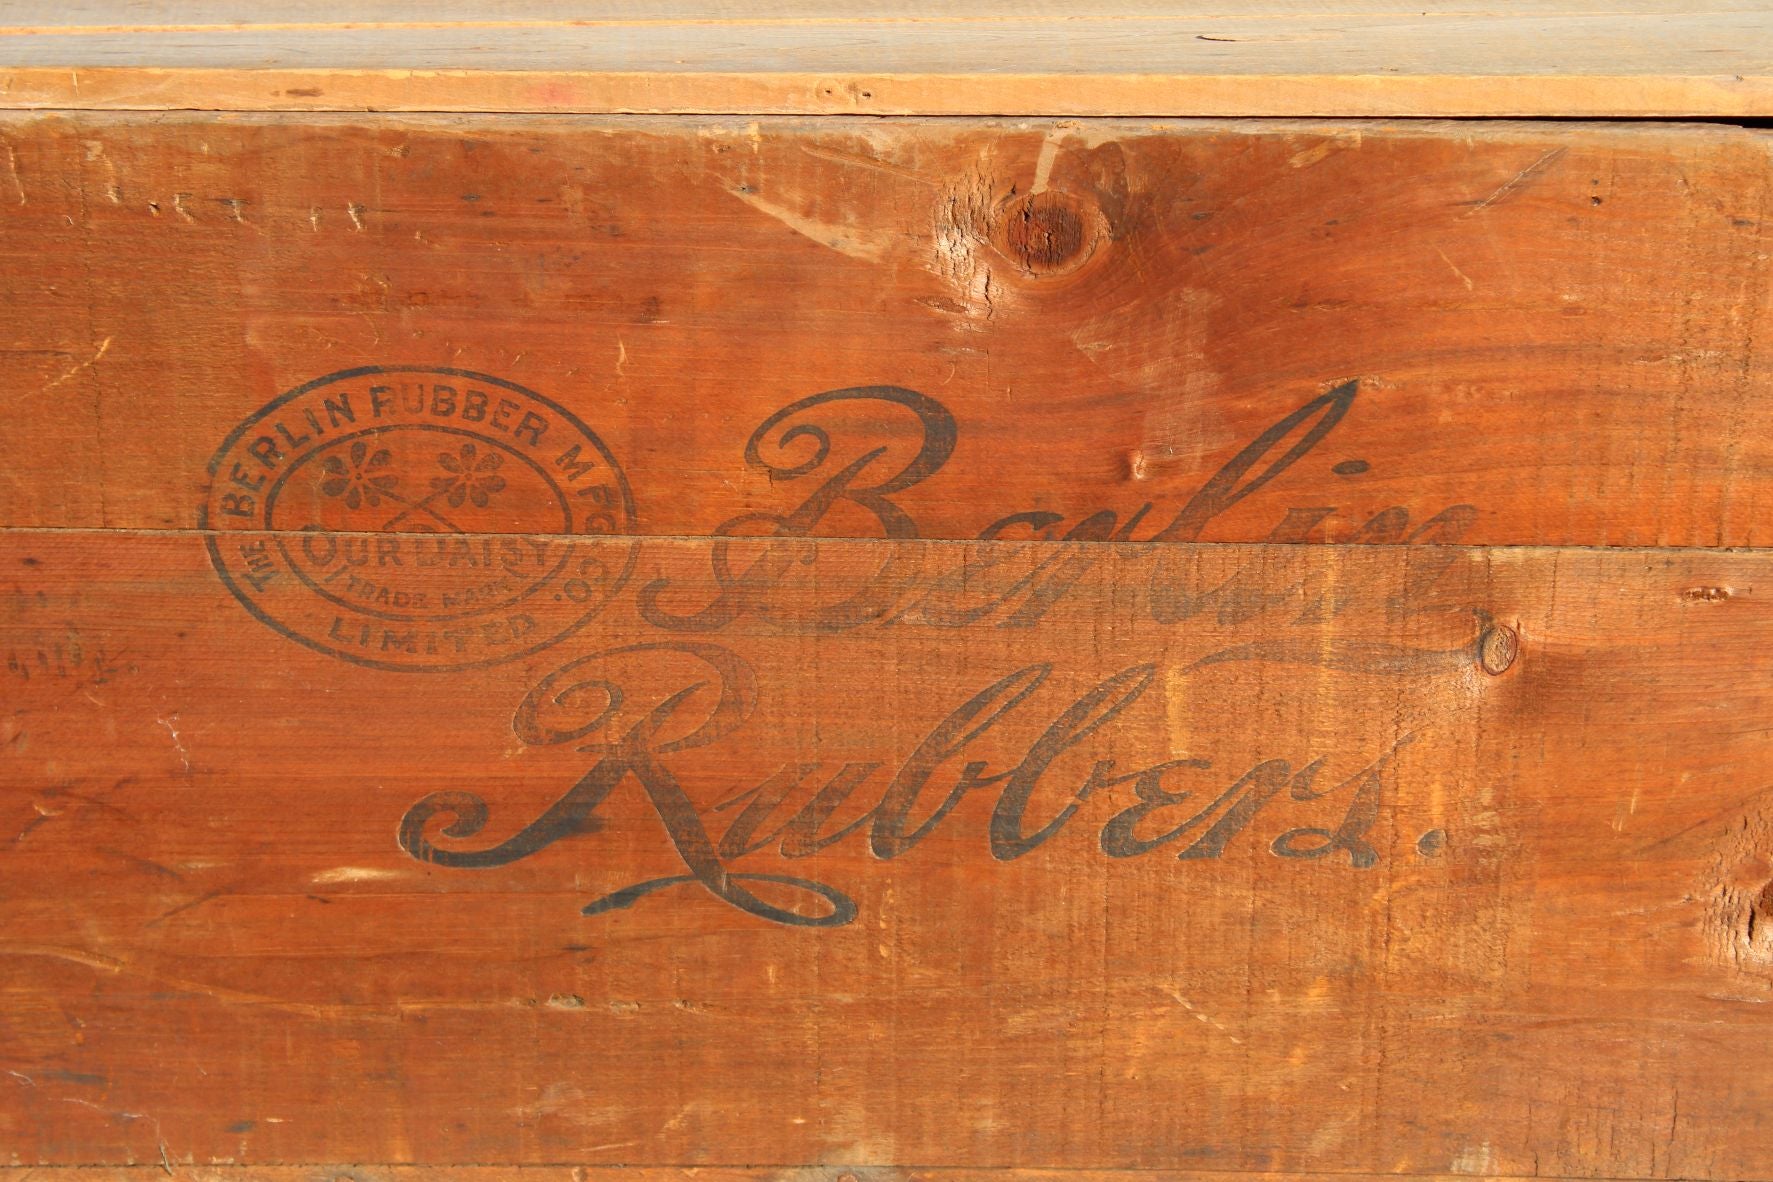 THE BERLIN RUBBER MFG. CO.
OUR DAISY
TRADE MARK
LIMITED
Berlin
Rubbers.